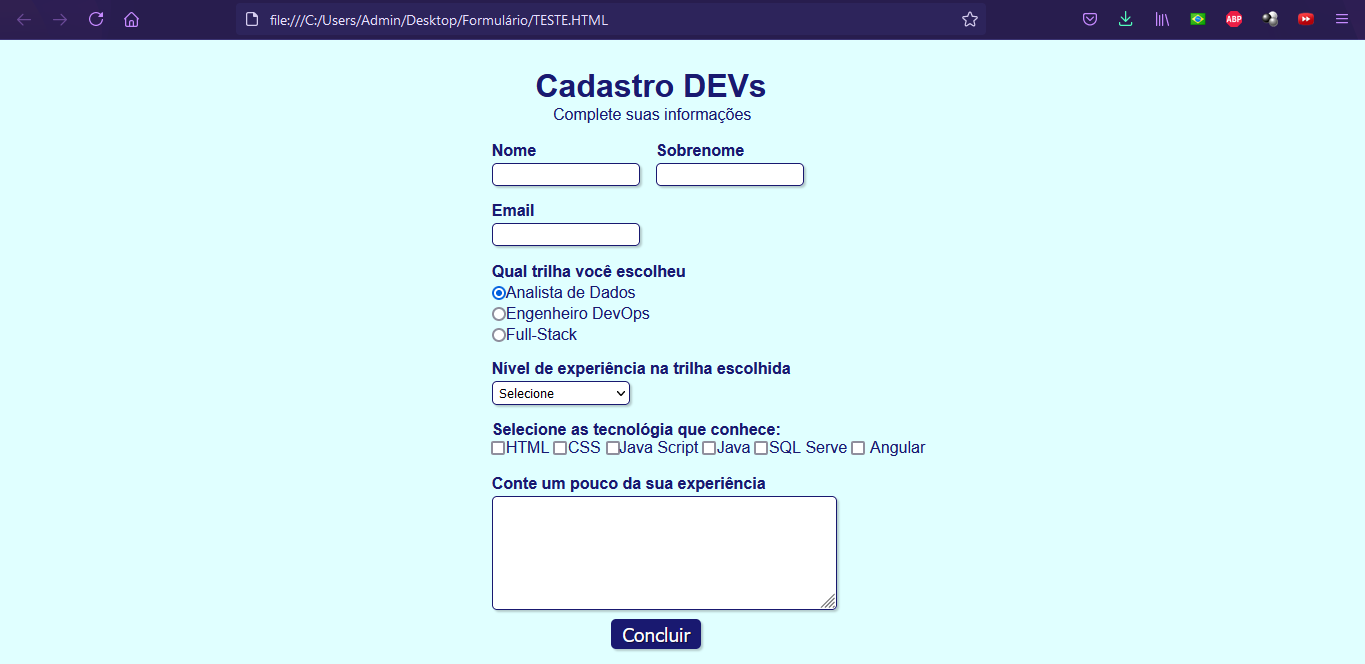 file:///C:/Users/Admin/Desktop/Formulário/TESTE.HTML
ABP
Cadastro DEVs
Complete suas informações
Nome Sobrenome
Email
Qual trilha você escolheu
Analista de Dados
Engenheiro DevOps
Full-Stack
Nível de experiência na trilha escolhida
Selecione
Selecione as tecnológia que conhece:
HTML CSS Java Script Java SQL Serve Angular
Conte um pouco da sua experiência
Concluir